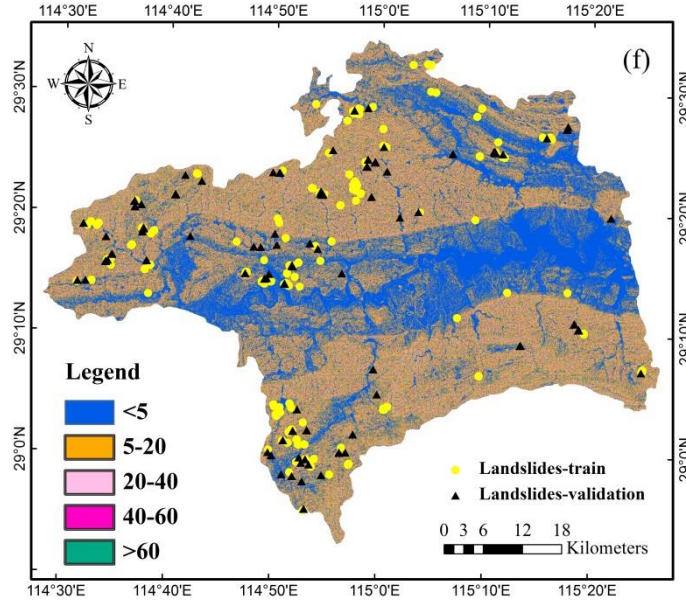 114°30'E 114°40'E 114°50'E 115°0'E 115°10'E 115°20'E
(f)
N
W E
S
29°30'N 29°30'N
29°20'N
29°10'N
29°0'N
Legend
<5
5-20
20-40
40-60
>60
Landslides-train
Landslides-validation
0 3 6 12 18
Kilometers
114°30'E 114°40'E 114°50'E 115°0'E 115°10'E 115°20'E